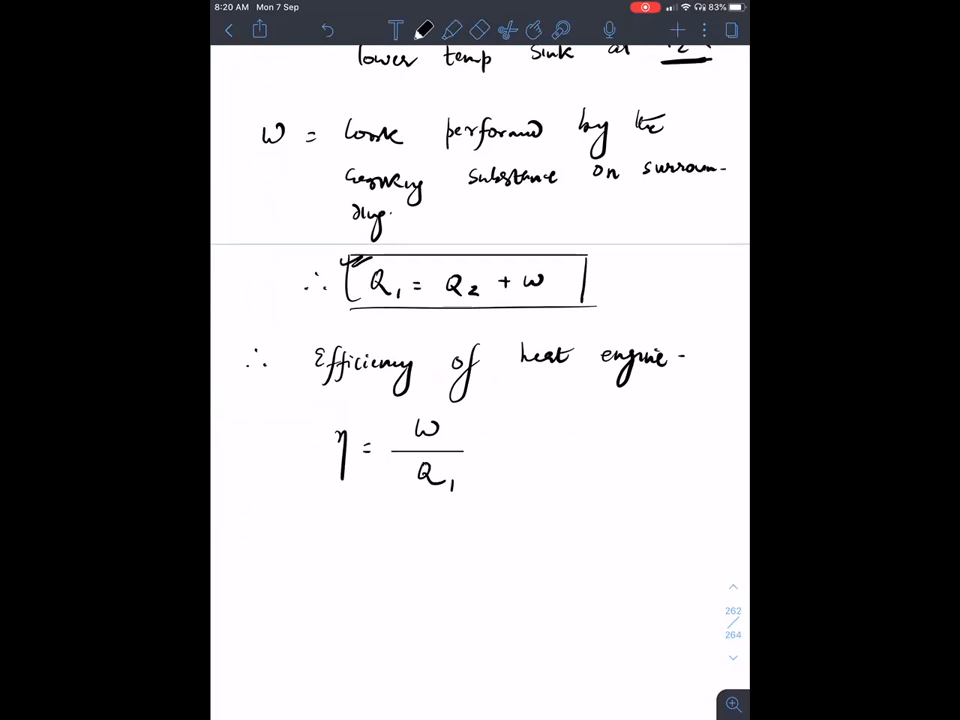 8:20 AM Mon 7 Sep
83%
T
lower temp sink at
W = work performed by the
working substance on surroun-
ding.
∴ Q1 = Q2 + W
∴ Efficiency of heat engine -
η = W
Q1
262
264